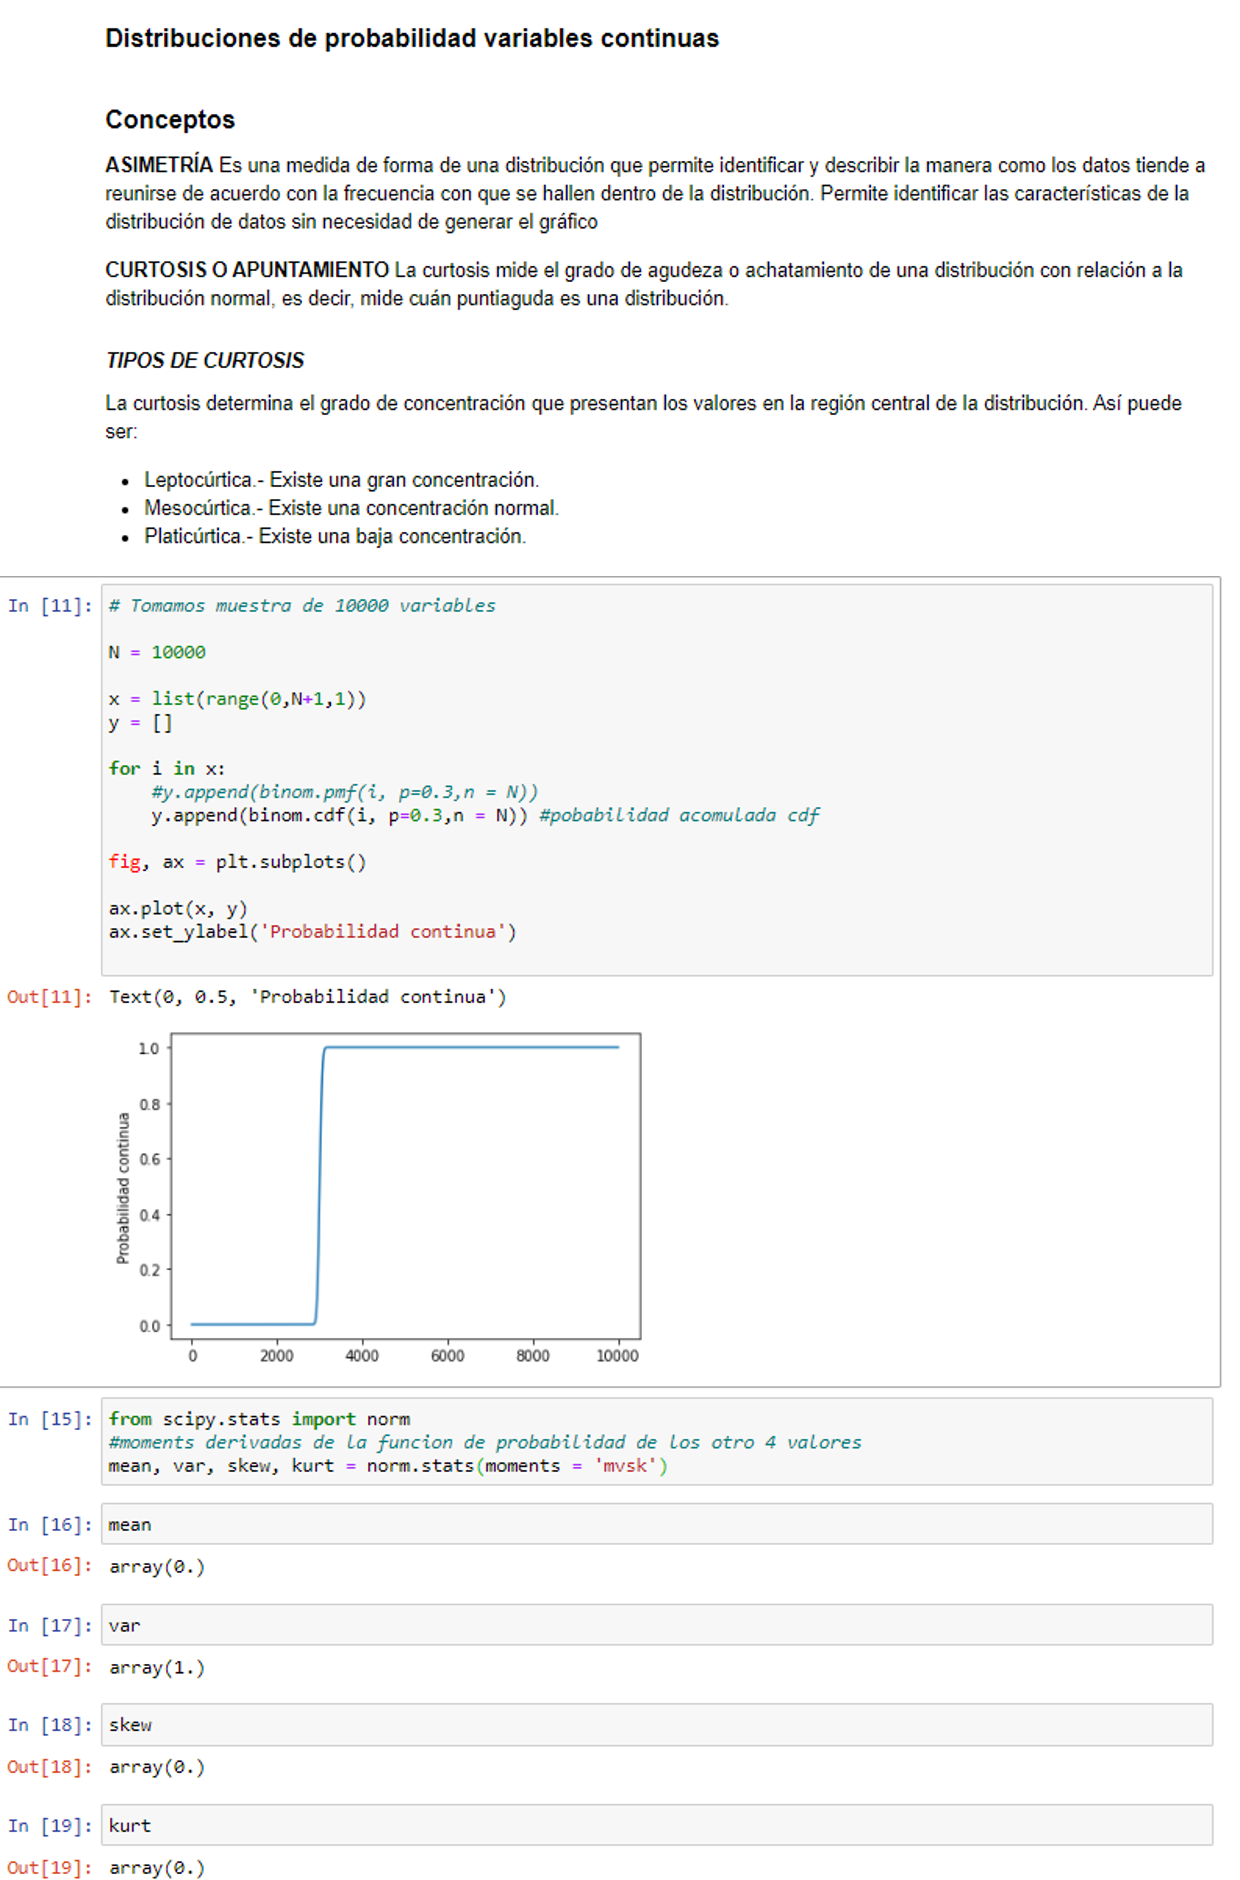 Distribuciones de probabilidad variables continuas
Conceptos
ASIMETRÍA Es una medida de forma de una distribución que permite identificar y describir la manera como los datos tiende a
reunirse de acuerdo con la frecuencia con que se hallen dentro de la distribución. Permite identificar las características de la
distribución de datos sin necesidad de generar el gráfico
CURTOSIS O APUNTAMIENTO La curtosis mide el grado de agudeza o achatamiento de una distribución con relación a la
distribución normal, es decir, mide cuán puntiaguda es una distribución.
TIPOS DE CURTOSIS
La curtosis determina el grado de concentración que presentan los valores en la región central de la distribución. Así puede
ser:
• Leptocúrtica.- Existe una gran concentración.
• Mesocúrtica.- Existe una concentración normal.
• Platicúrtica.- Existe una baja concentración.
In [11]: # Tomamos muestra de 10000 variables
N = 10000
x = list(range(0,N+1,1))
y = []
for i in x:
    #y.append(binom.pmf(i, p=0.3,n = N))
    y.append(binom.cdf(i, p=0.3,n = N)) #pobabilidad acomulada cdf
fig, ax = plt.subplots()
ax.plot(x, y)
ax.set_ylabel('Probabilidad continua')
Out[11]: Text(0, 0.5, 'Probabilidad continua')
Probabilidad continua
1.0
0.8
0.6
0.4
0.2
0.0
0 2000 4000 6000 8000 10000
In [15]: from scipy.stats import norm
#moments derivadas de la funcion de probabilidad de los otro 4 valores
mean, var, skew, kurt = norm.stats(moments = 'mvsk')
In [16]: mean
Out[16]: array(0.)
In [17]: var
Out[17]: array(1.)
In [18]: skew
Out[18]: array(0.)
In [19]: kurt
Out[19]: array(0.)